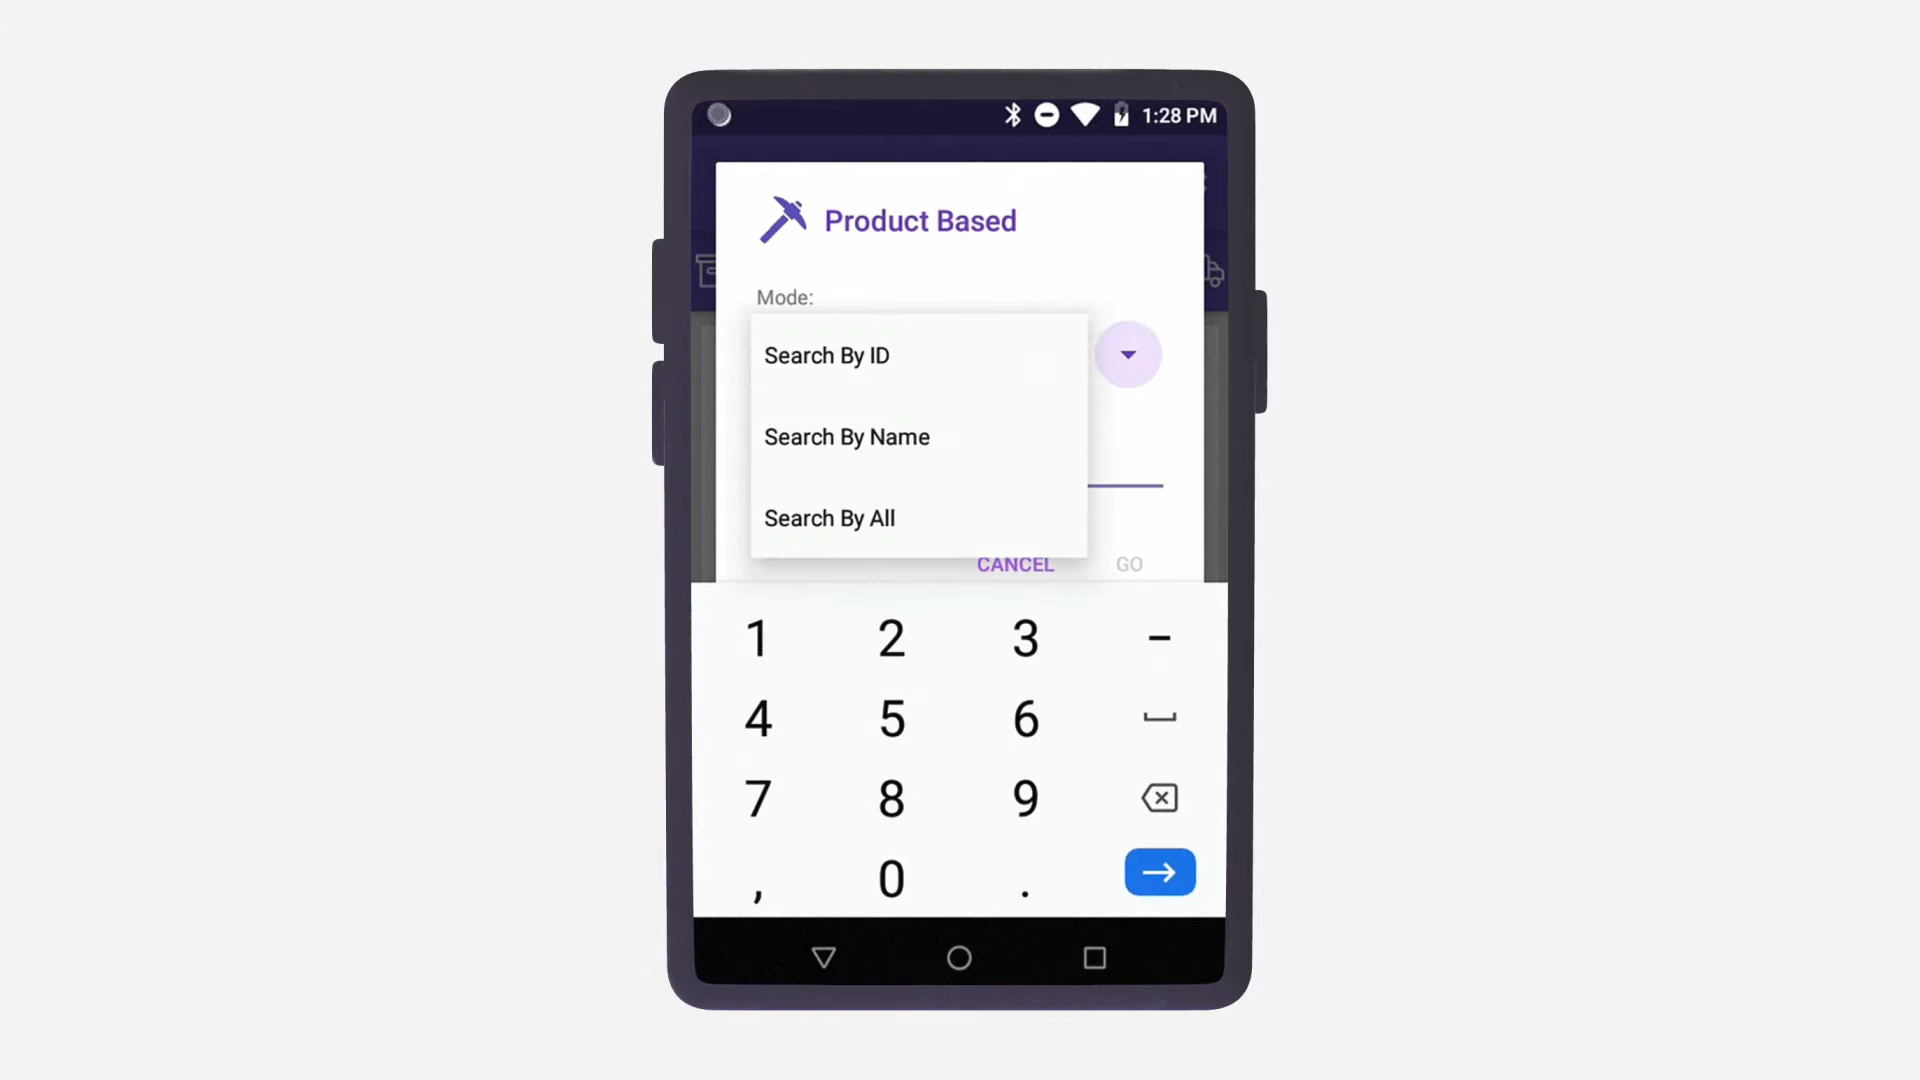 1:28 PM
Product Based
Mode:
Search By ID
Search By Name
Search By All
CANCEL GO
1 2 3 -
4 5 6
7 8 9
, 0 .